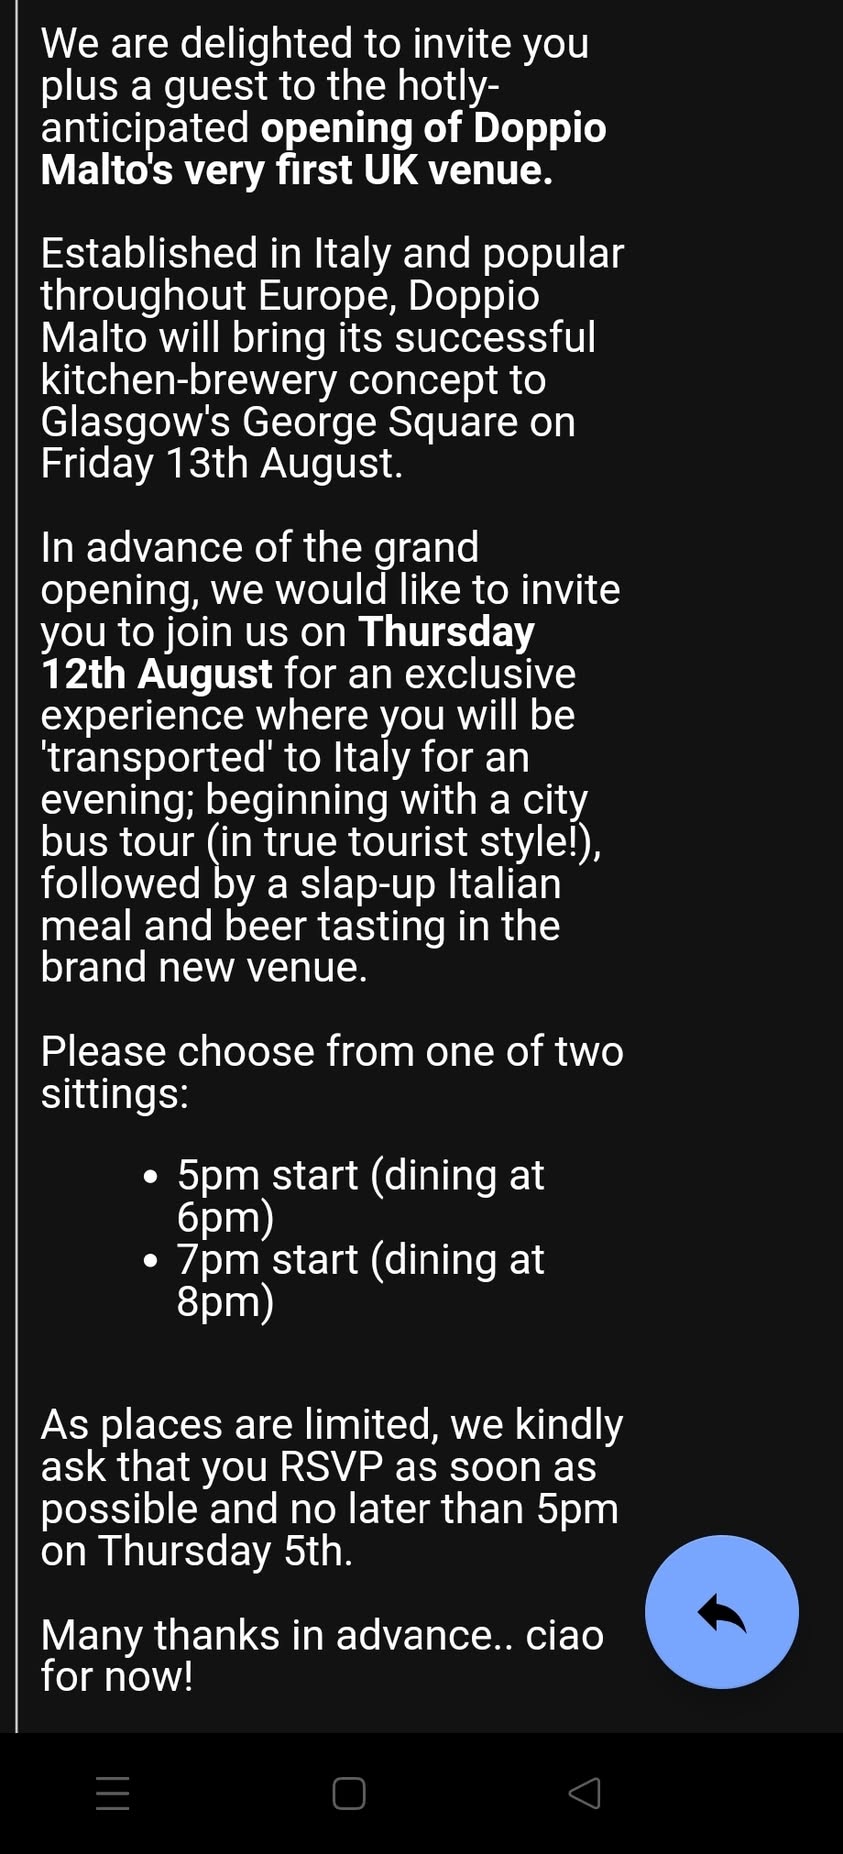 We are delighted to invite you
plus a guest to the hotly-
anticipated opening of Doppio
Malto's very first UK venue.
Established in Italy and popular
throughout Europe, Doppio
Malto will bring its successful
kitchen-brewery concept to
Glasgow's George Square on
Friday 13th August.
In advance of the grand
opening, we would like to invite
you to join us on Thursday
12th August for an exclusive
experience where you will be
'transported' to Italy for an
evening; beginning with a city
bus tour (in true tourist style!),
followed by a slap-up Italian
meal and beer tasting in the
brand new venue.
Please choose from one of two
sittings:
• 5pm start (dining at
6pm)
• 7pm start (dining at
8pm)
As places are limited, we kindly
ask that you RSVP as soon as
possible and no later than 5pm
on Thursday 5th.
Many thanks in advance.. ciao
for now!